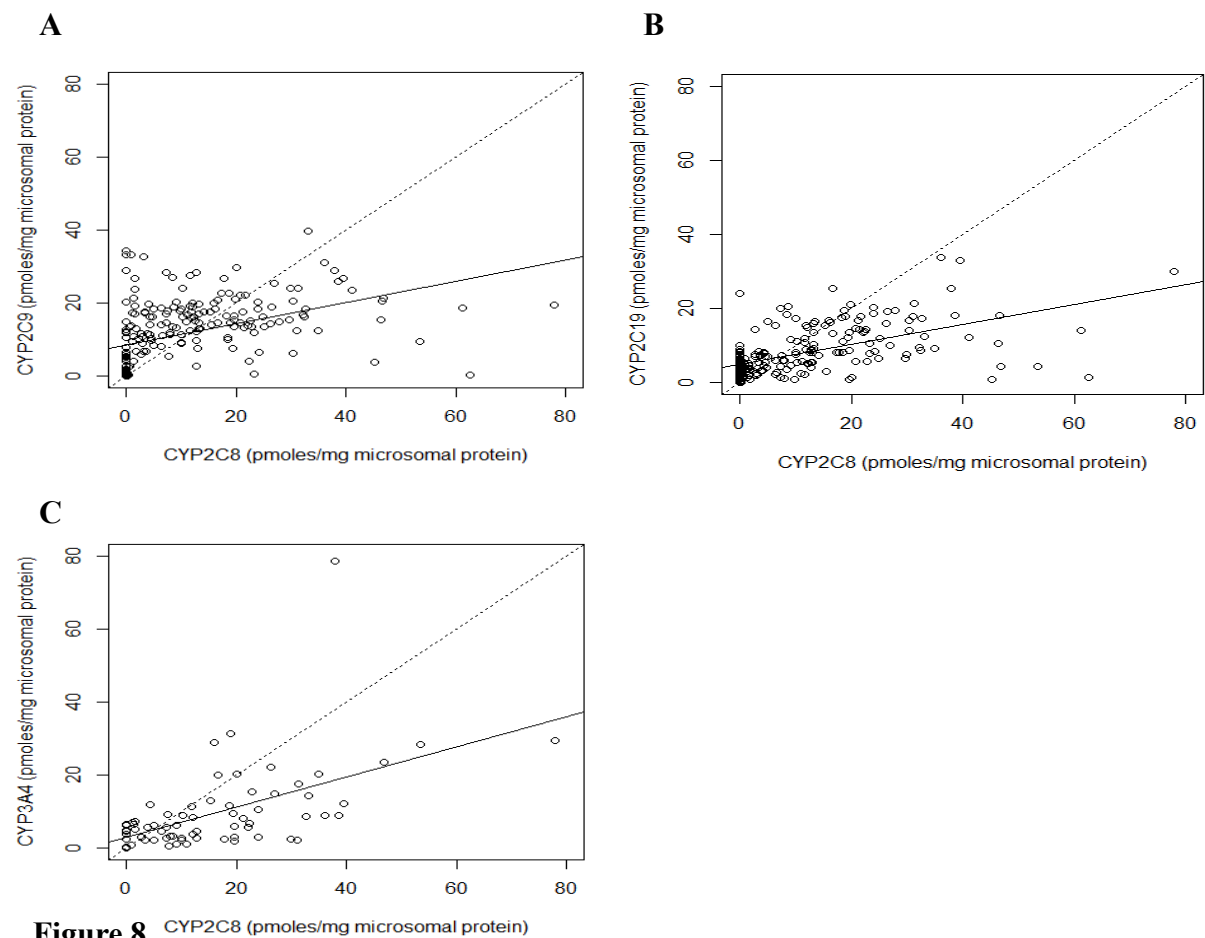 A
B
CYP2C9 (pmoles/mg microsomal protein)
80
60
40
20
0
0 20 40 60 80
CYP2C8 (pmoles/mg microsomal protein)
CYP2C19 (pmoles/mg microsomal protein)
80
60
40
20
0
0 20 40 60 80
CYP2C8 (pmoles/mg microsomal protein)
C
CYP3A4 (pmoles/mg microsomal protein)
80
60
40
20
0
0 20 40 60 80
Figure 8 CYP2C8 (pmoles/mg microsomal protein)